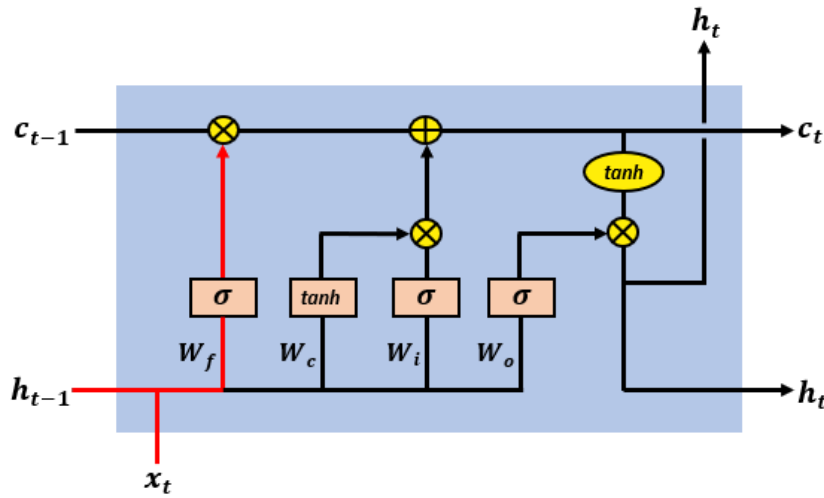 h_t
c_{t-1}
c_t
tanh
σ tanh σ σ
W_f W_c W_i W_o
h_{t-1}
h_t
x_t